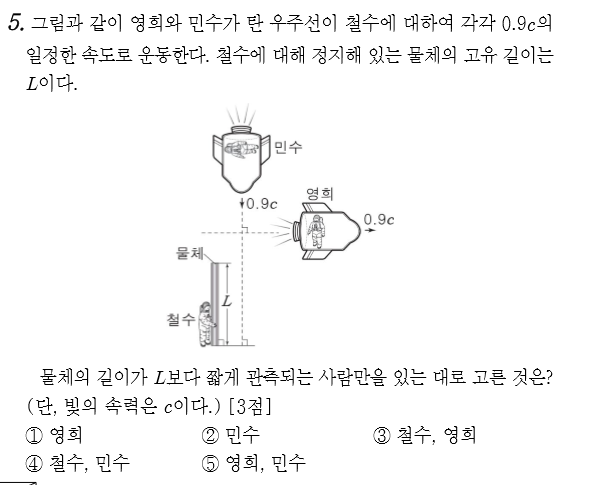 5. 그림과 같이 영희와 민수가 탄 우주선이 철수에 대하여 각각 0.9c의
일정한 속도로 운동한다. 철수에 대해 정지해 있는 물체의 고유 길이는
L이다.
민수
0.9c
영희
0.9c
물체
L
철수
물체의 길이가 L보다 짧게 관측되는 사람만을 있는 대로 고른 것은?
(단, 빛의 속력은 c이다.) [3점]
① 영희 ② 민수 ③ 철수, 영희
④ 철수, 민수 ⑤ 영희, 민수